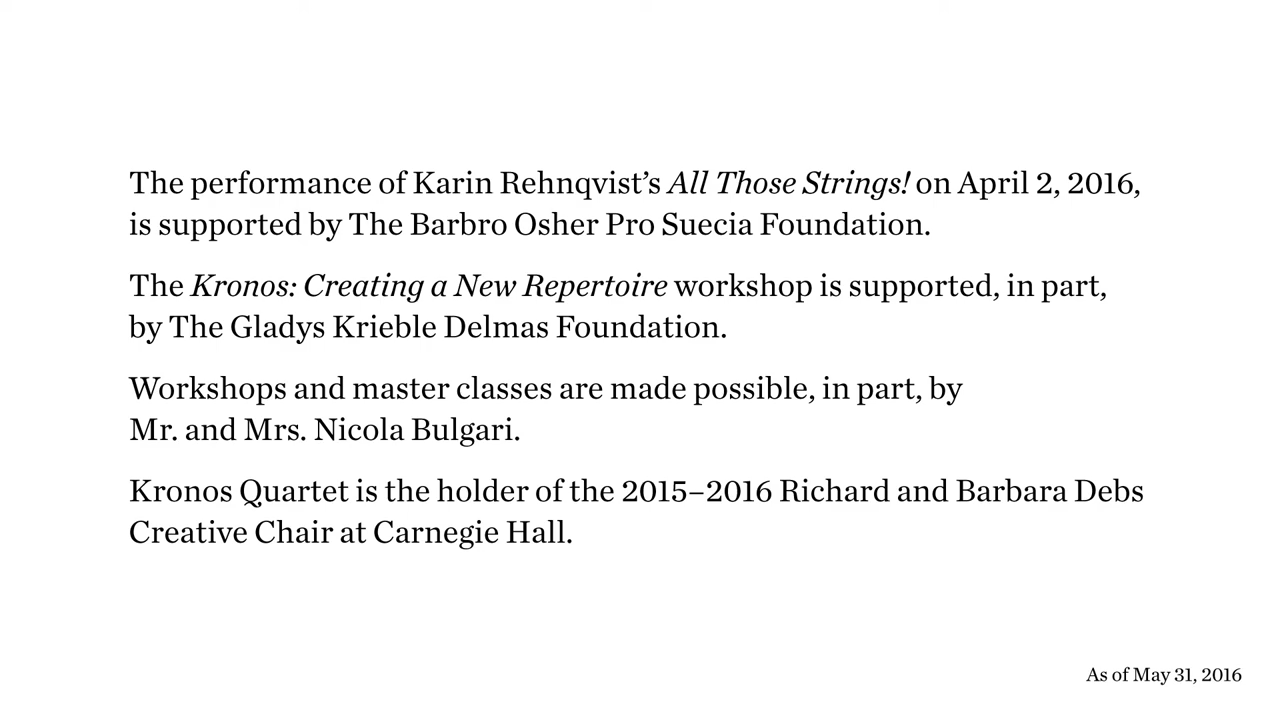 The performance of Karin Rehnqvist’s All Those Strings! on April 2, 2016,
is supported by The Barbro Osher Pro Suecia Foundation.
The Kronos: Creating a New Repertoire workshop is supported, in part,
by The Gladys Krieble Delmas Foundation.
Workshops and master classes are made possible, in part, by
Mr. and Mrs. Nicola Bulgari.
Kronos Quartet is the holder of the 2015–2016 Richard and Barbara Debs
Creative Chair at Carnegie Hall.
As of May 31, 2016